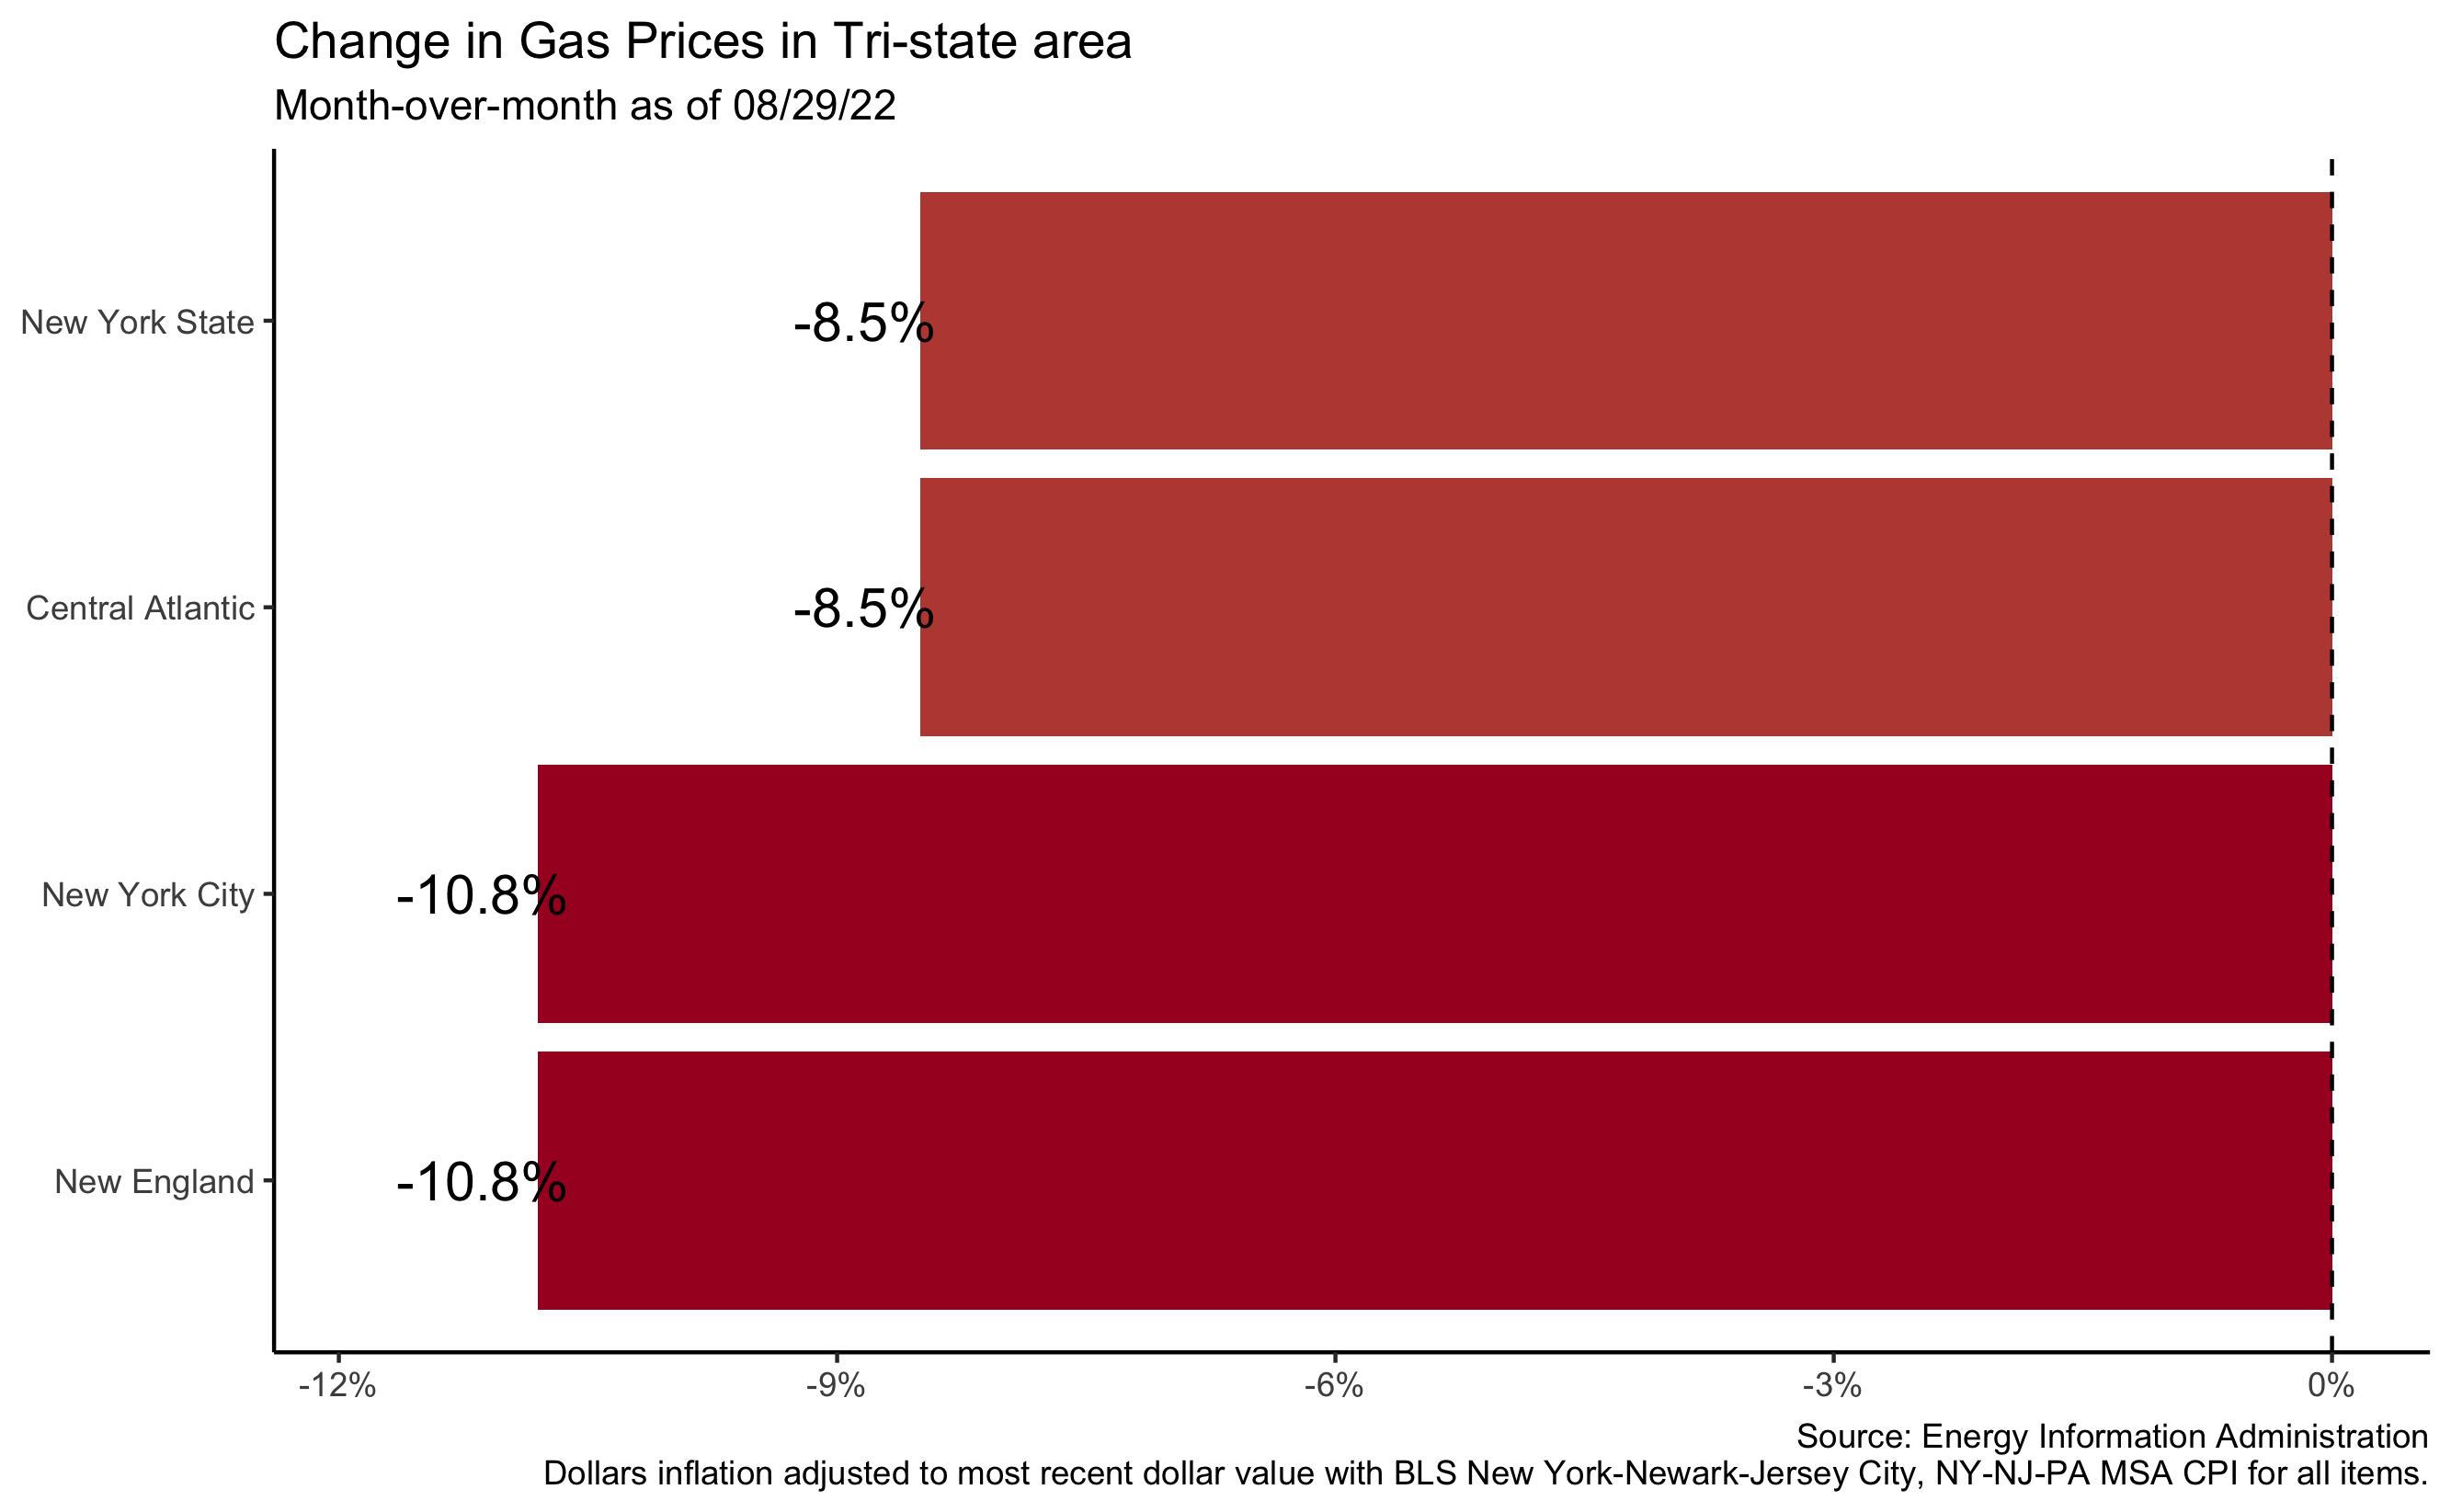 Change in Gas Prices in Tri-state area
Month-over-month as of 08/29/22
New York State
-8.5%
Central Atlantic
-8.5%
New York City
-10.8%
New England
-10.8%
-12%
-9%
-6%
-3%
0%
Source: Energy Information Administration
Dollars inflation adjusted to most recent dollar value with BLS New York-Newark-Jersey City, NY-NJ-PA MSA CPI for all items.